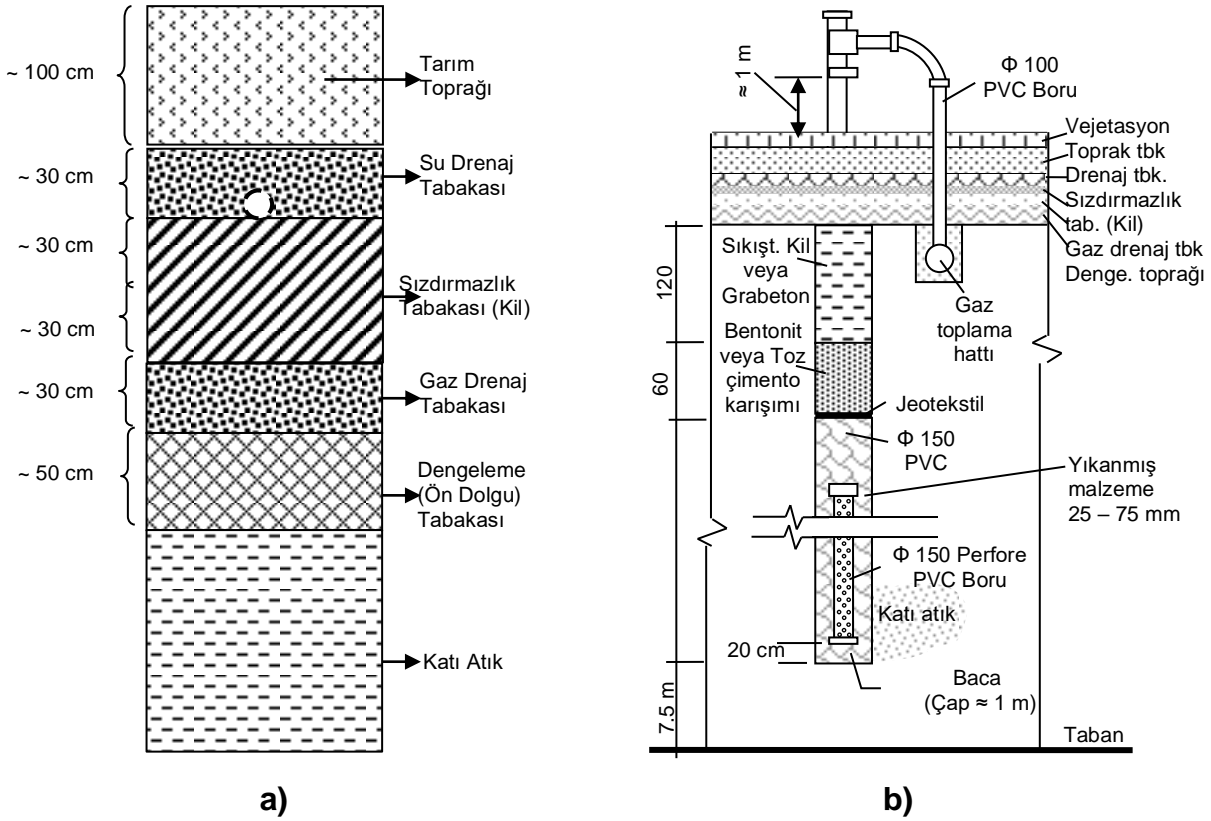 ~ 100 cm
Tarım
Toprağı
~ 30 cm
Su Drenaj
Tabakası
~ 30 cm
Sızdırmazlık
Tabakası (Kil)
~ 30 cm
~ 30 cm
Gaz Drenaj
Tabakası
~ 50 cm
Dengeleme
(Ön Dolgu)
Tabakası
Katı Atık
a)
≈ 1 m
Φ 100
PVC Boru
Vejetasyon
Toprak tbk
Drenaj tbk.
Sızdırmazlık
tab. (Kil)
Gaz drenaj tbk
Denge. toprağı
120
Sıkışt. Kil
veya
Grabeton
Gaz
toplama
hattı
60
Bentonit
veya Toz
çimento
karışımı
Jeotekstil
Φ 150
PVC
Yıkanmış
malzeme
25 – 75 mm
Φ 150 Perfore
PVC Boru
Katı atık
20 cm
Baca
(Çap ≈ 1 m)
7.5 m
Taban
b)